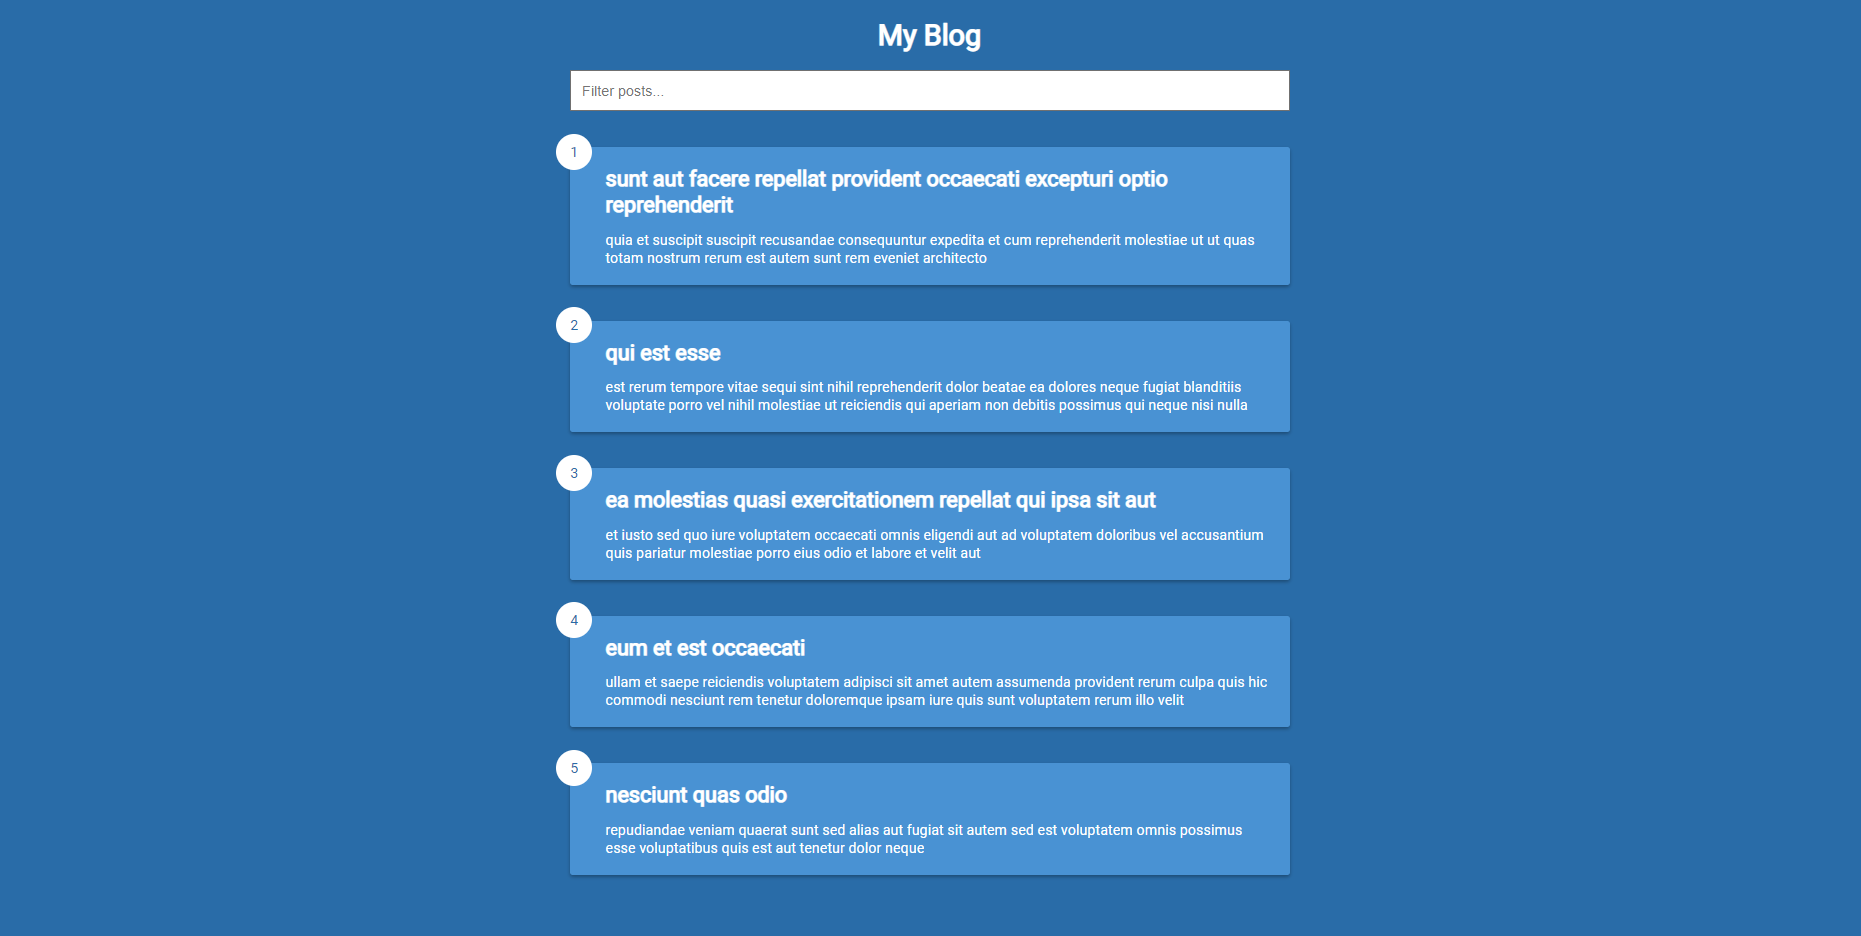 My Blog
Filter posts...
1
sunt aut facere repellat provident occaecati excepturi optio
reprehenderit
quia et suscipit suscipit recusandae consequuntur expedita et cum reprehenderit molestiae ut ut quas
totam nostrum rerum est autem sunt rem eveniet architecto
2
qui est esse
est rerum tempore vitae sequi sint nihil reprehenderit dolor beatae ea dolores neque fugiat blanditiis
voluptate porro vel nihil molestiae ut reiciendis qui aperiam non debitis possimus qui neque nisi nulla
3
ea molestias quasi exercitationem repellat qui ipsa sit aut
et iusto sed quo iure voluptatem occaecati omnis eligendi aut ad voluptatem doloribus vel accusantium
quis pariatur molestiae porro eius odio et labore et velit aut
4
eum et est occaecati
ullam et saepe reiciendis voluptatem adipisci sit amet autem assumenda provident rerum culpa quis hic
commodi nesciunt rem tenetur doloremque ipsam iure quis sunt voluptatem rerum illo velit
5
nesciunt quas odio
repudiandae veniam quaerat sunt sed alias aut fugiat sit autem sed est voluptatem omnis possimus
esse voluptatibus quis est aut tenetur dolor neque